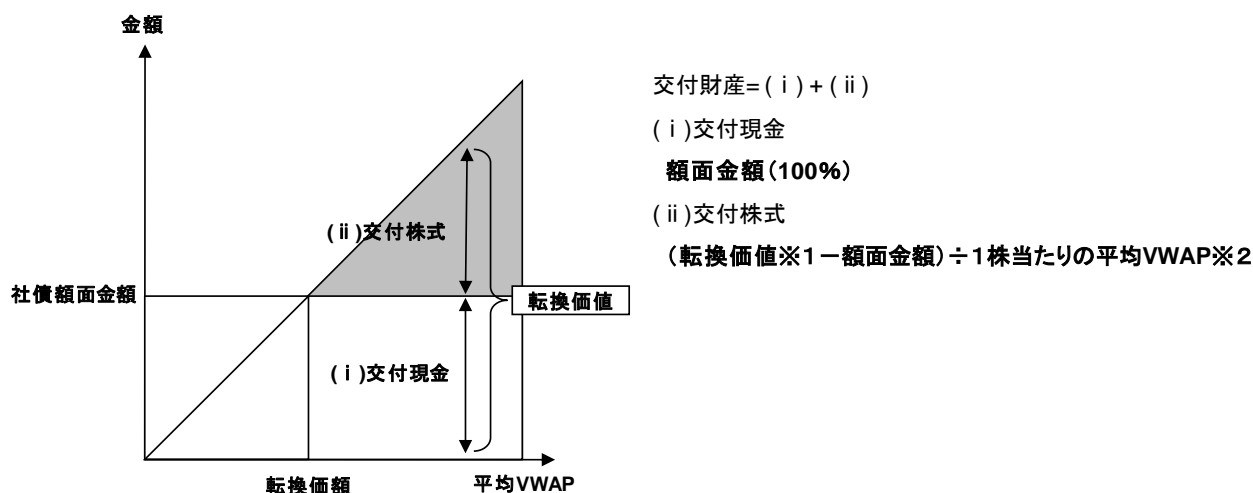 金額
交付財産=(ⅰ)+(ⅱ)
(ⅰ)交付現金
額面金額(100%)
(ⅱ)交付株式
(転換価値※1-額面金額)÷1株当たりの平均VWAP※2
(ⅱ)交付株式
社債額面金額
転換価値
(ⅰ)交付現金
転換価額
平均VWAP